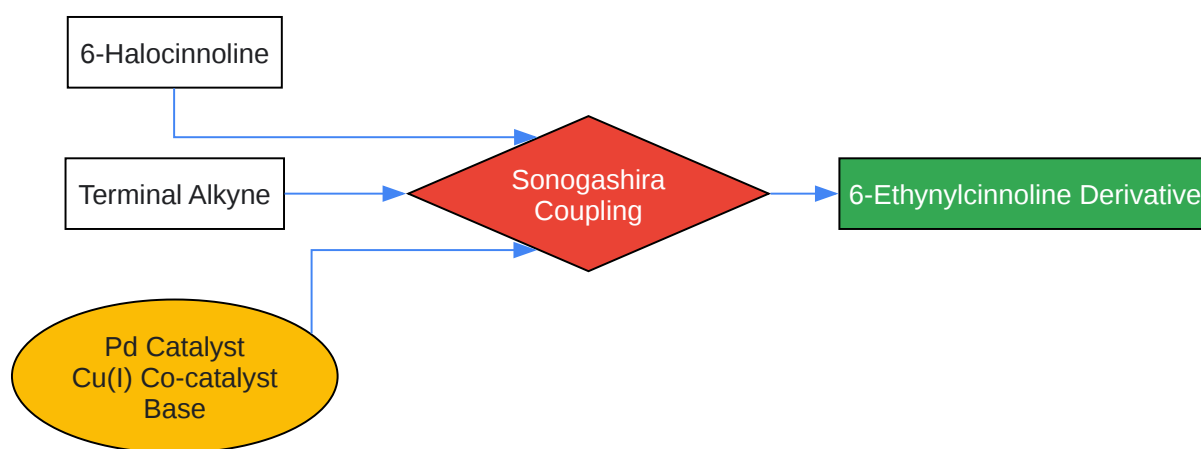 6-Halocinnoline
Terminal Alkyne
Sonogashira
Coupling
6-Ethynylcinnoline Derivative
Pd Catalyst
Cu(I) Co-catalyst
Base